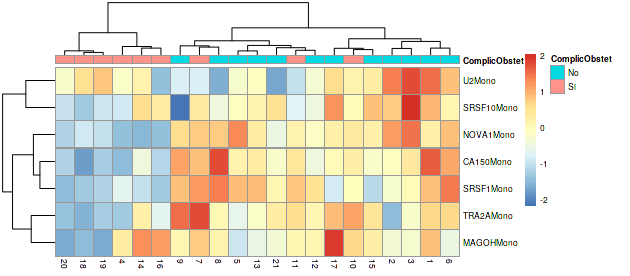 ComplicObstet
U2Mono
SRSF10Mono
NOVA1Mono
CA150Mono
SRSF1Mono
TRA2AMono
MAGOHMono
20 18 19 4 14 16 9 7 8 5 13 21 11 12 17 10 15 2 3 1 6
2
1
0
-1
-2
ComplicObstet
No
SI